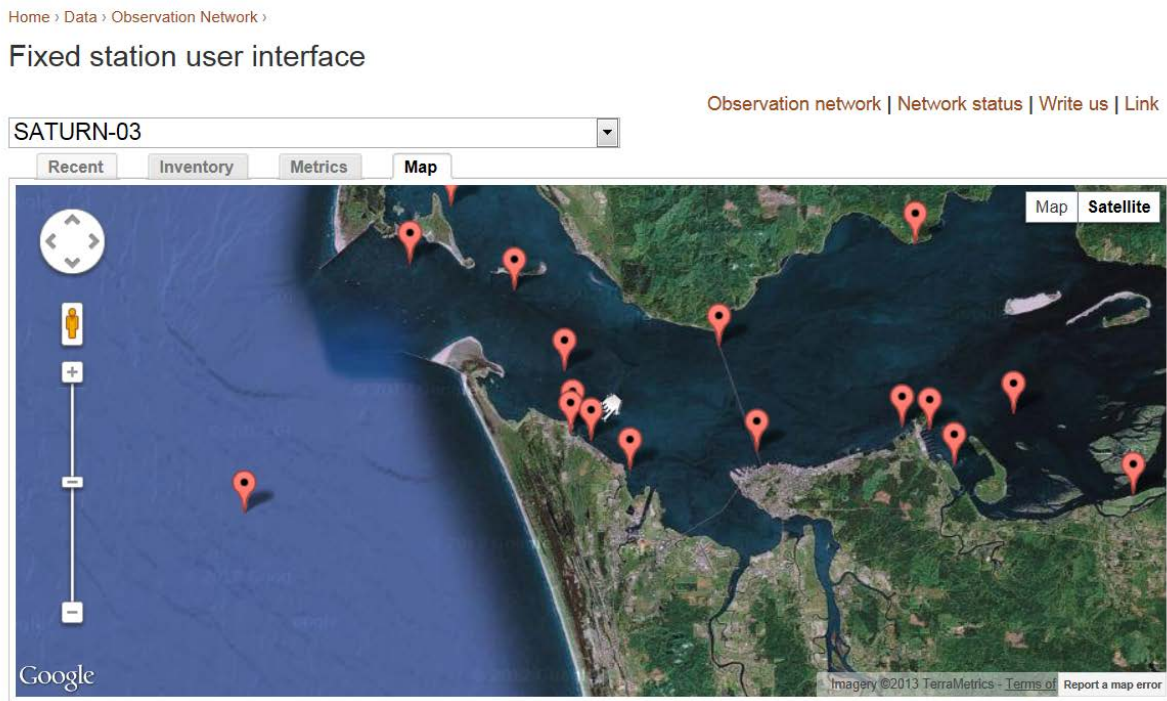 Home › Data › Observation Network ›
Fixed station user interface
Observation network | Network status | Write us | Link
SATURN-03
Recent Inventory Metrics Map
Map Satellite
Google
Imagery ©2013 TerraMetrics - Terms of Report a map error